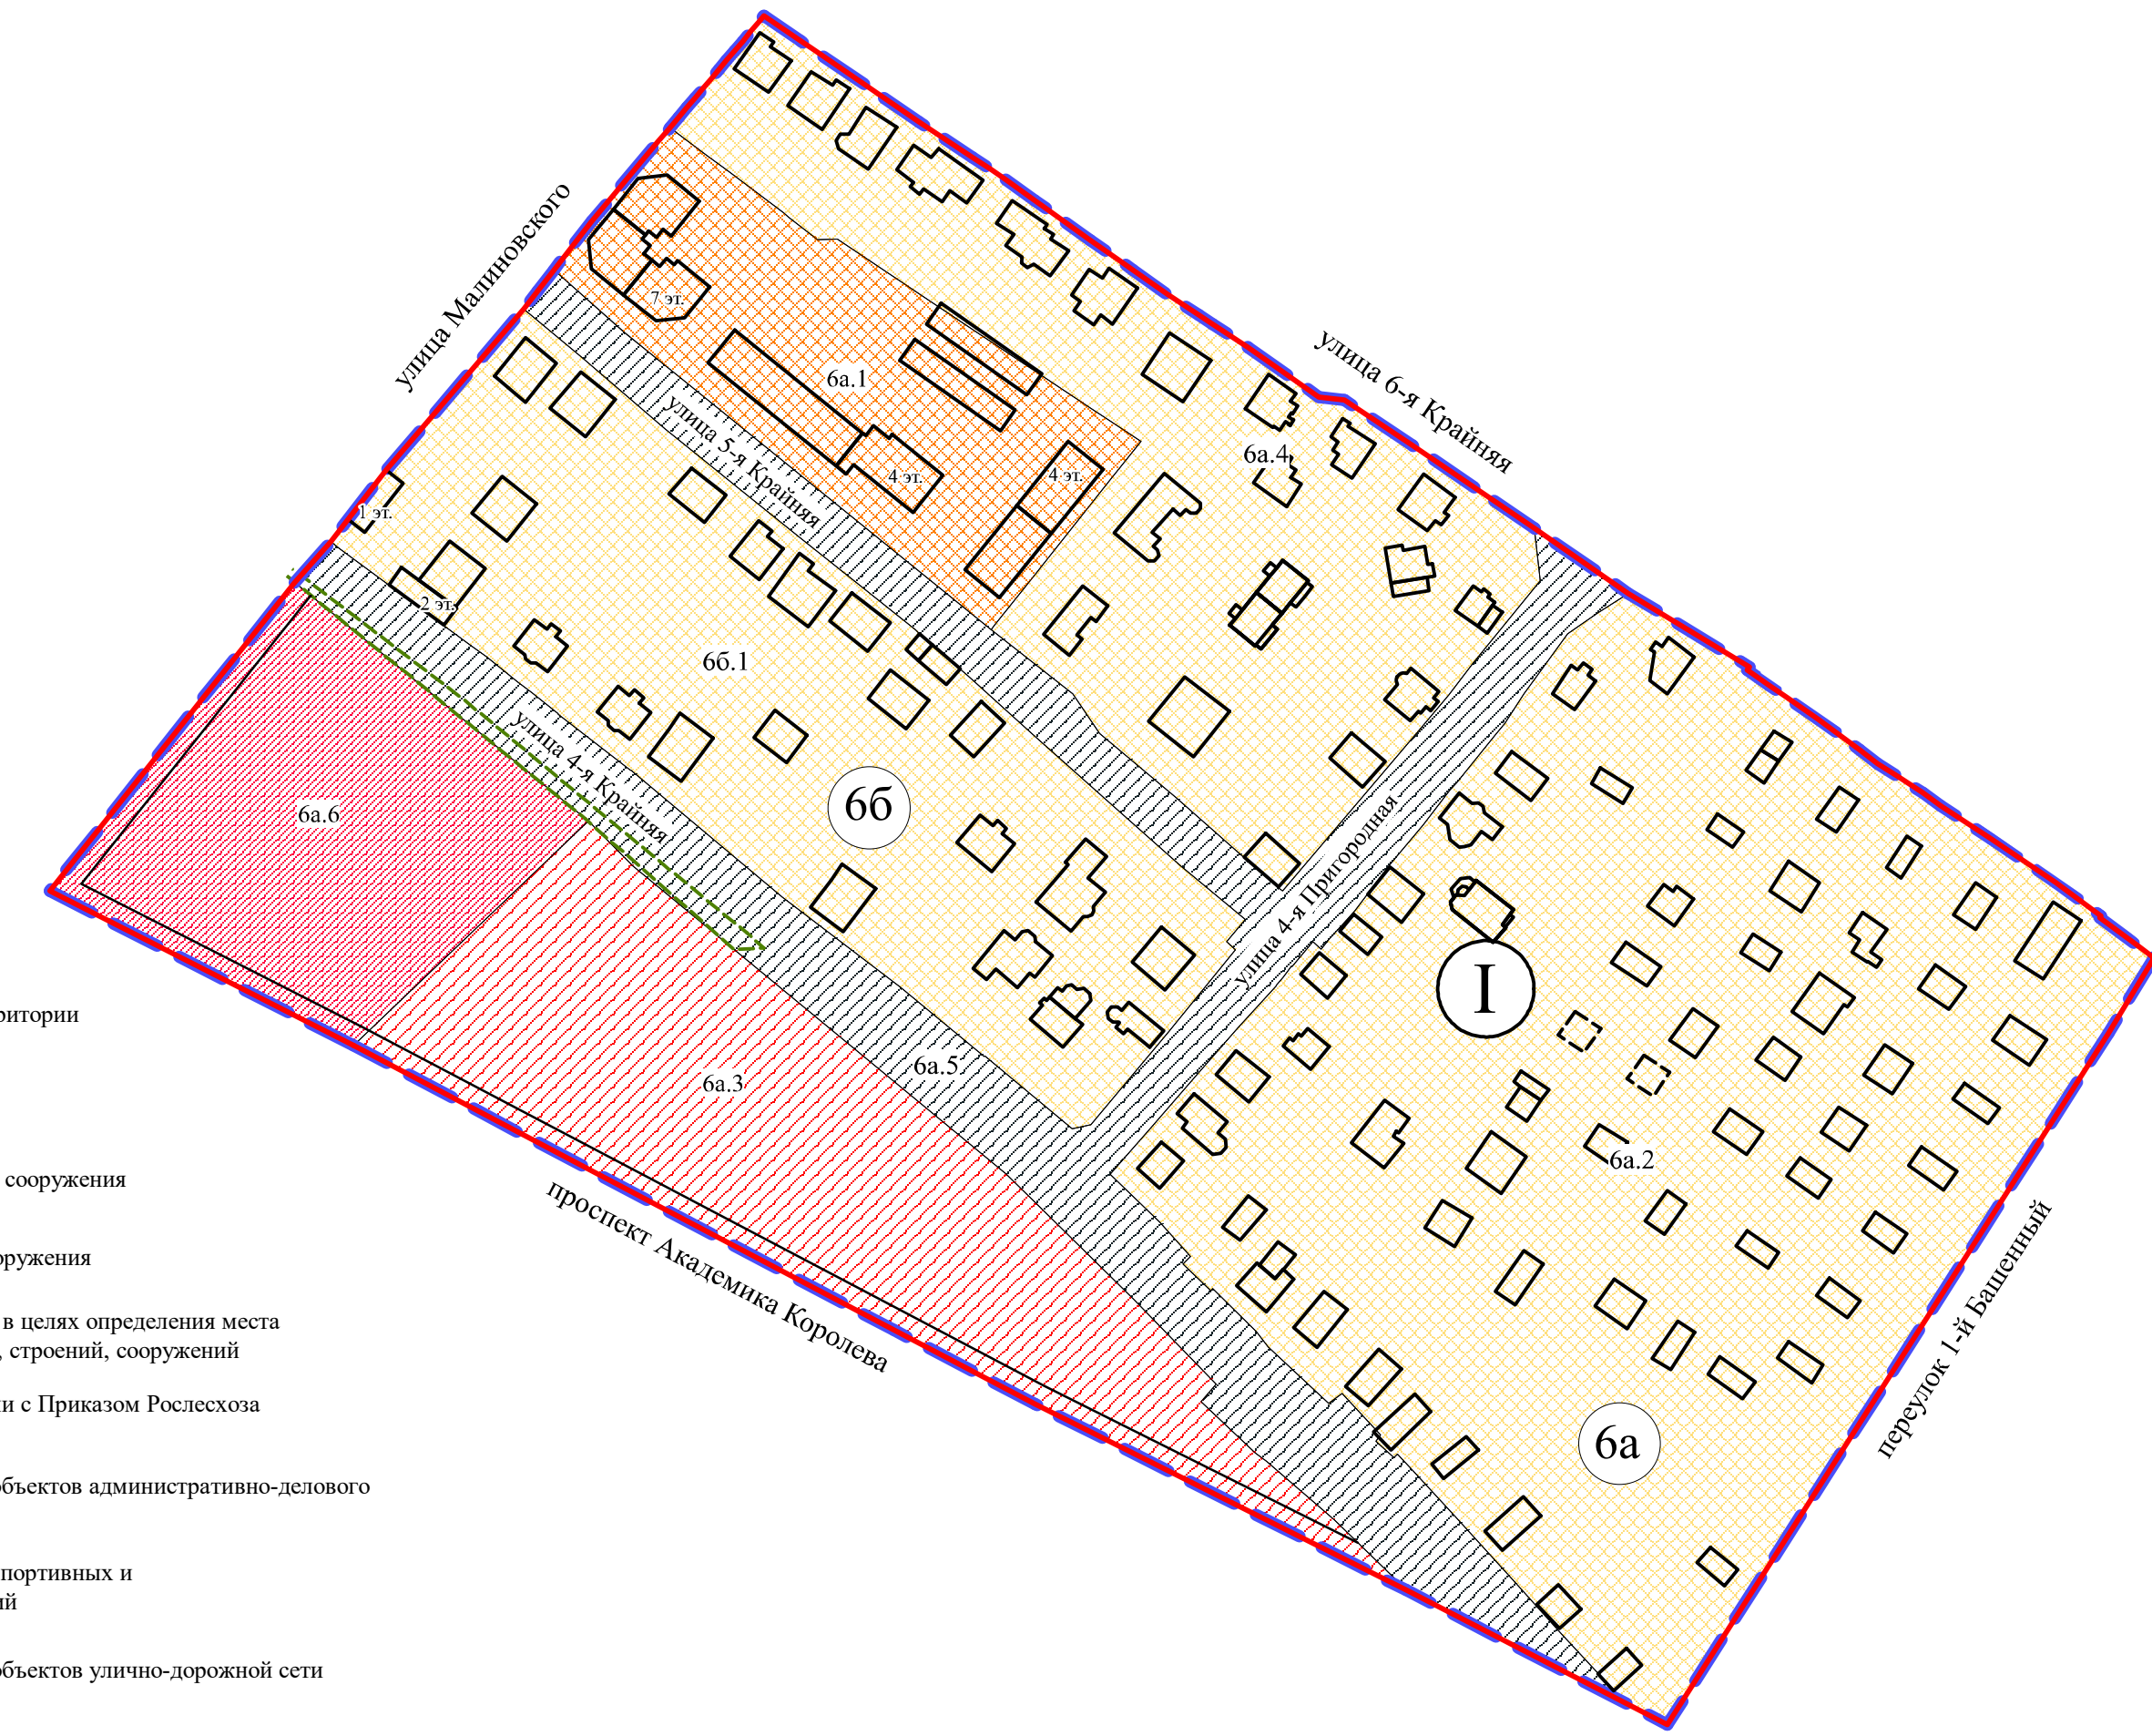 улица Малиновского
улица 6-я Крайняя
7 эт.
6а.1
улица 5-я Крайняя
4 эт.
4 эт.
6а.4
1 эт.
2 эт.
6б.1
улица 4-я Крайняя
6б
6а.6
улица 4-я Пригородная
I
6а.5
6а.3
6а.2
проспект Академика Королева
переулок 1-й Башенный
6а
ритории
сооружения
оружения
в целях определения места
, строений, сооружений
и с Приказом Рослесхоза
объектов административно-делового
портивных и
ий
объектов улично-дорожной сети